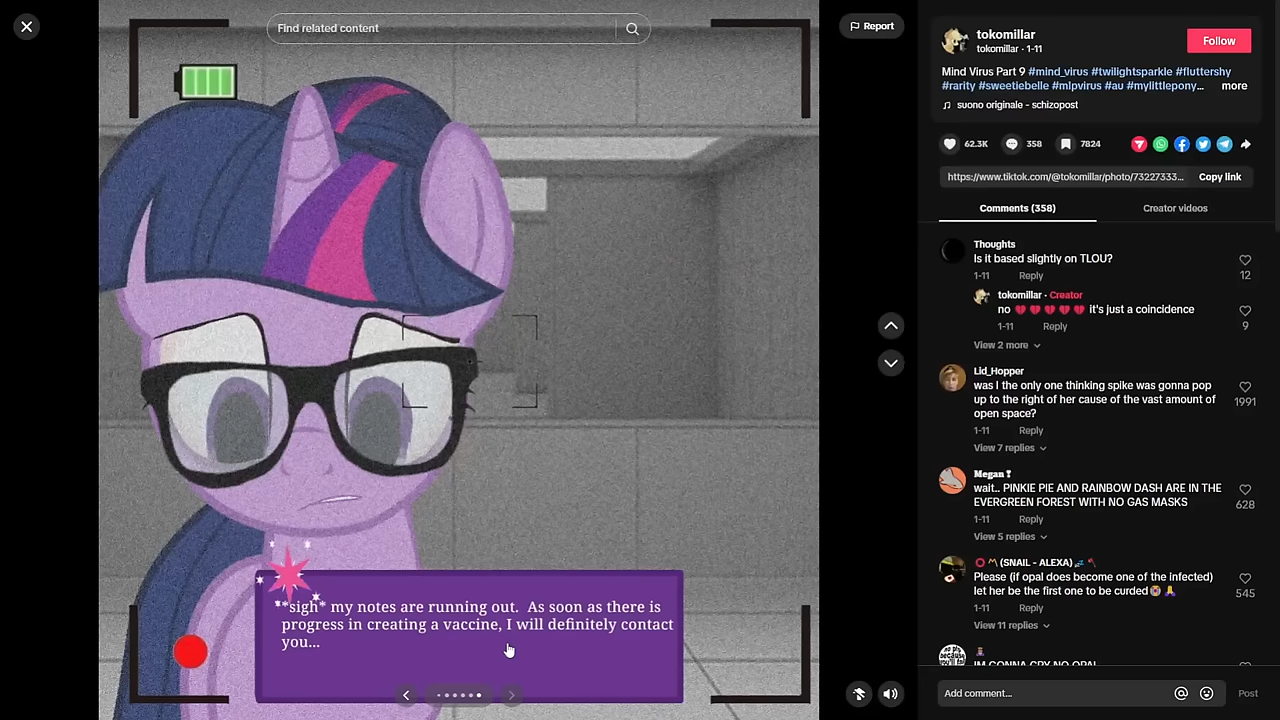 Find related content
Report
*sigh* my notes are running out. As soon as there is
progress in creating a vaccine, I will definitely contact
you...
tokomillar
tokomillar · 1-11
Follow
Mind Virus Part 9 #mind_virus #twilightsparkle #fluttershy
#rarity #sweetiebelle #mlpvirus #au #mylittlepony... more
suono originale - schizopost
62.3K
358
7824
https://www.tiktok.com/@tokomillar/photo/73227333...
Copy link
Comments (358)
Creator videos
Thoughts
Is it based slightly on TLOU?
1-11 Reply
12
tokomillar · Creator
no 💔💔💔💔💔 it's just a coincidence
1-11 Reply
9
View 2 more
Lid_Hopper
was I the only one thinking spike was gonna pop
up to the right of her cause of the vast amount of
open space?
1991
1-11 Reply
View 7 replies
Megan
wait.. PINKIE PIE AND RAINBOW DASH ARE IN THE
EVERGREEN FOREST WITH NO GAS MASKS
628
1-11 Reply
View 5 replies
(SNAIL - ALEXA)
Please (if opal does become one of the infected)
let her be the first one to be curded
545
1-11 Reply
View 11 replies
IM GONNA CRY NO OPAL
Add comment...
Post